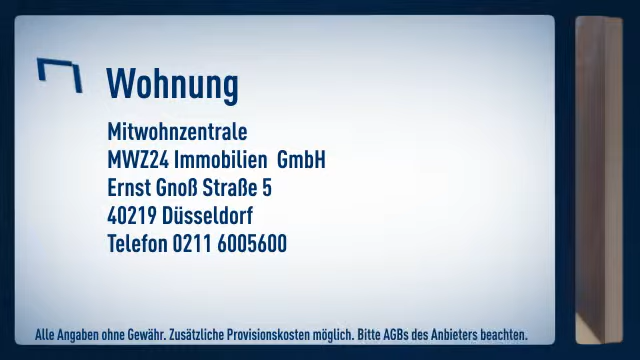 Wohnung
Mitwohnzentrale
MWZ24 Immobilien GmbH
Ernst Gnoß Straße 5
40219 Düsseldorf
Telefon 0211 6005600
Alle Angaben ohne Gewähr. Zusätzliche Provisionskosten möglich. Bitte AGBs des Anbieters beachten.